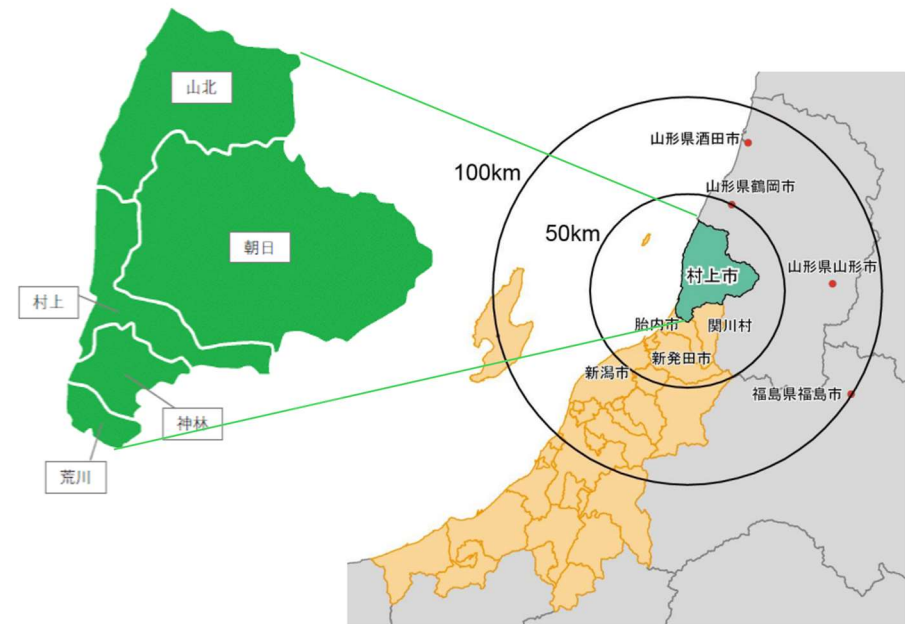 山北
朝日
村上
神林
荒川
100km
50km
山形県酒田市
山形県鶴岡市
村上市
山形県山形市
胎内市
関川村
新発田市
新潟市
福島県福島市